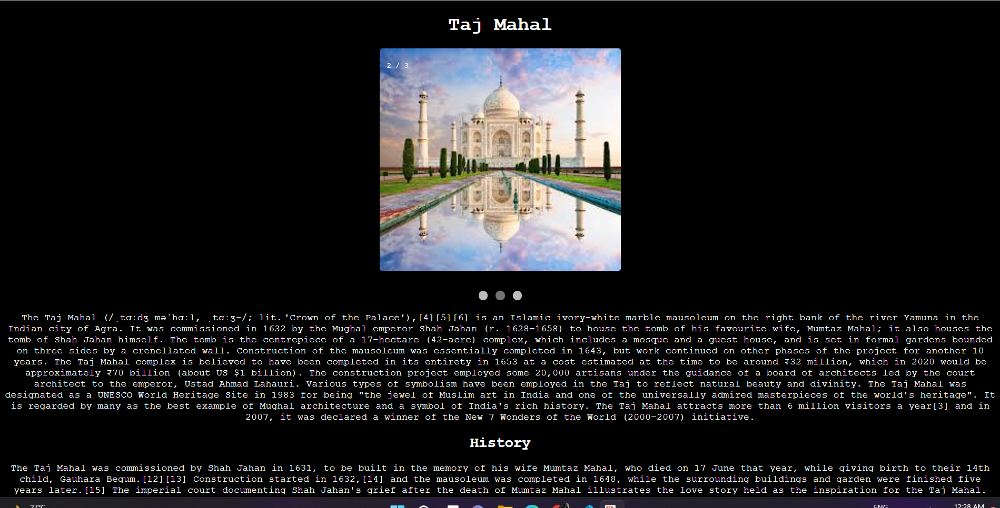 Taj Mahal
2 / 3
The Taj Mahal (/ˌtɑːdʒ məˈhɑːl, ˌtɑːʒ-/; lit. 'Crown of the Palace'),[4][5][6] is an Islamic ivory-white marble mausoleum on the right bank of the river Yamuna in the
Indian city of Agra. It was commissioned in 1632 by the Mughal emperor Shah Jahan (r. 1628–1658) to house the tomb of his favourite wife, Mumtaz Mahal; it also houses the
tomb of Shah Jahan himself. The tomb is the centrepiece of a 17-hectare (42-acre) complex, which includes a mosque and a guest house, and is set in formal gardens bounded
on three sides by a crenellated wall. Construction of the mausoleum was essentially completed in 1643, but work continued on other phases of the project for another 10
years. The Taj Mahal complex is believed to have been completed in its entirety in 1653 at a cost estimated at the time to be around ₹32 million, which in 2020 would be
approximately ₹70 billion (about US $1 billion). The construction project employed some 20,000 artisans under the guidance of a board of architects led by the court
architect to the emperor, Ustad Ahmad Lahauri. Various types of symbolism have been employed in the Taj to reflect natural beauty and divinity. The Taj Mahal was
designated as a UNESCO World Heritage Site in 1983 for being "the jewel of Muslim art in India and one of the universally admired masterpieces of the world's heritage". It
is regarded by many as the best example of Mughal architecture and a symbol of India's rich history. The Taj Mahal attracts more than 6 million visitors a year[3] and in
2007, it was declared a winner of the New 7 Wonders of the World (2000–2007) initiative.
History
The Taj Mahal was commissioned by Shah Jahan in 1631, to be built in the memory of his wife Mumtaz Mahal, who died on 17 June that year, while giving birth to their 14th
child, Gauhara Begum.[12][13] Construction started in 1632,[14] and the mausoleum was completed in 1648, while the surrounding buildings and garden were finished five
years later.[15] The imperial court documenting Shah Jahan's grief after the death of Mumtaz Mahal illustrates the love story held as the inspiration for the Taj Mahal.
27°C
ENG
12:28 AM